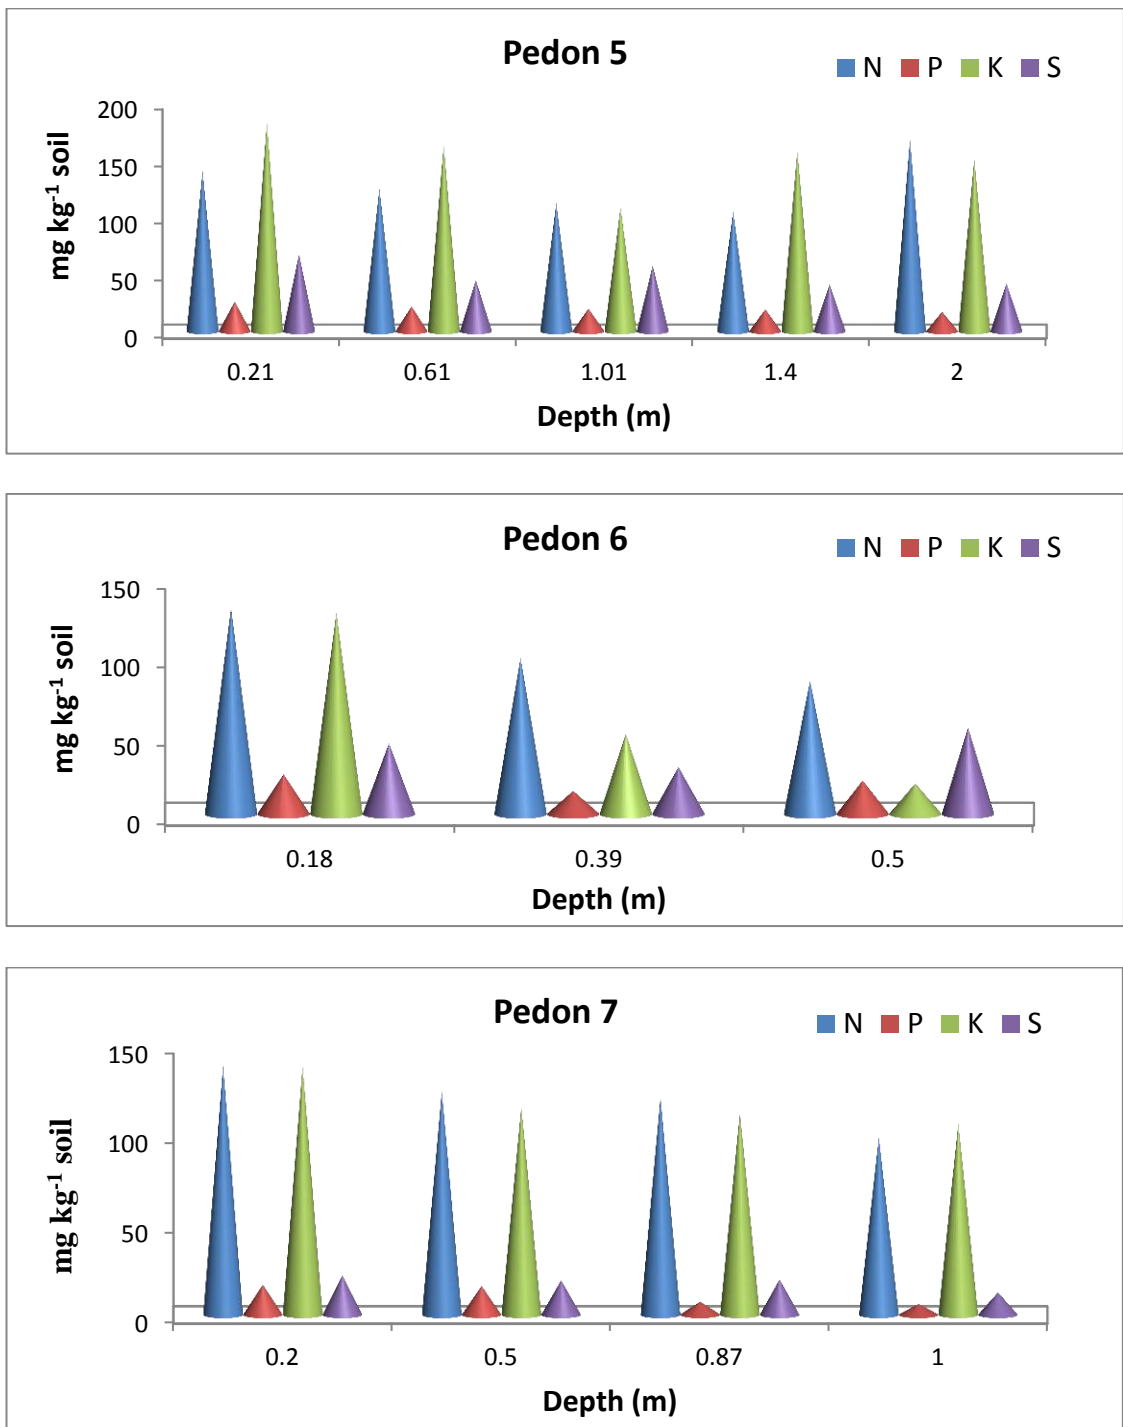 Pedon 5
N P K S
200
150
100
50
0
mg kg⁻¹ soil
0.21 0.61 1.01 1.4 2
Depth (m)
Pedon 6
N P K S
150
100
50
0
mg kg⁻¹ soil
0.18 0.39 0.5
Depth (m)
Pedon 7
N P K S
150
100
50
0
mg kg⁻¹ soil
0.2 0.5 0.87 1
Depth (m)